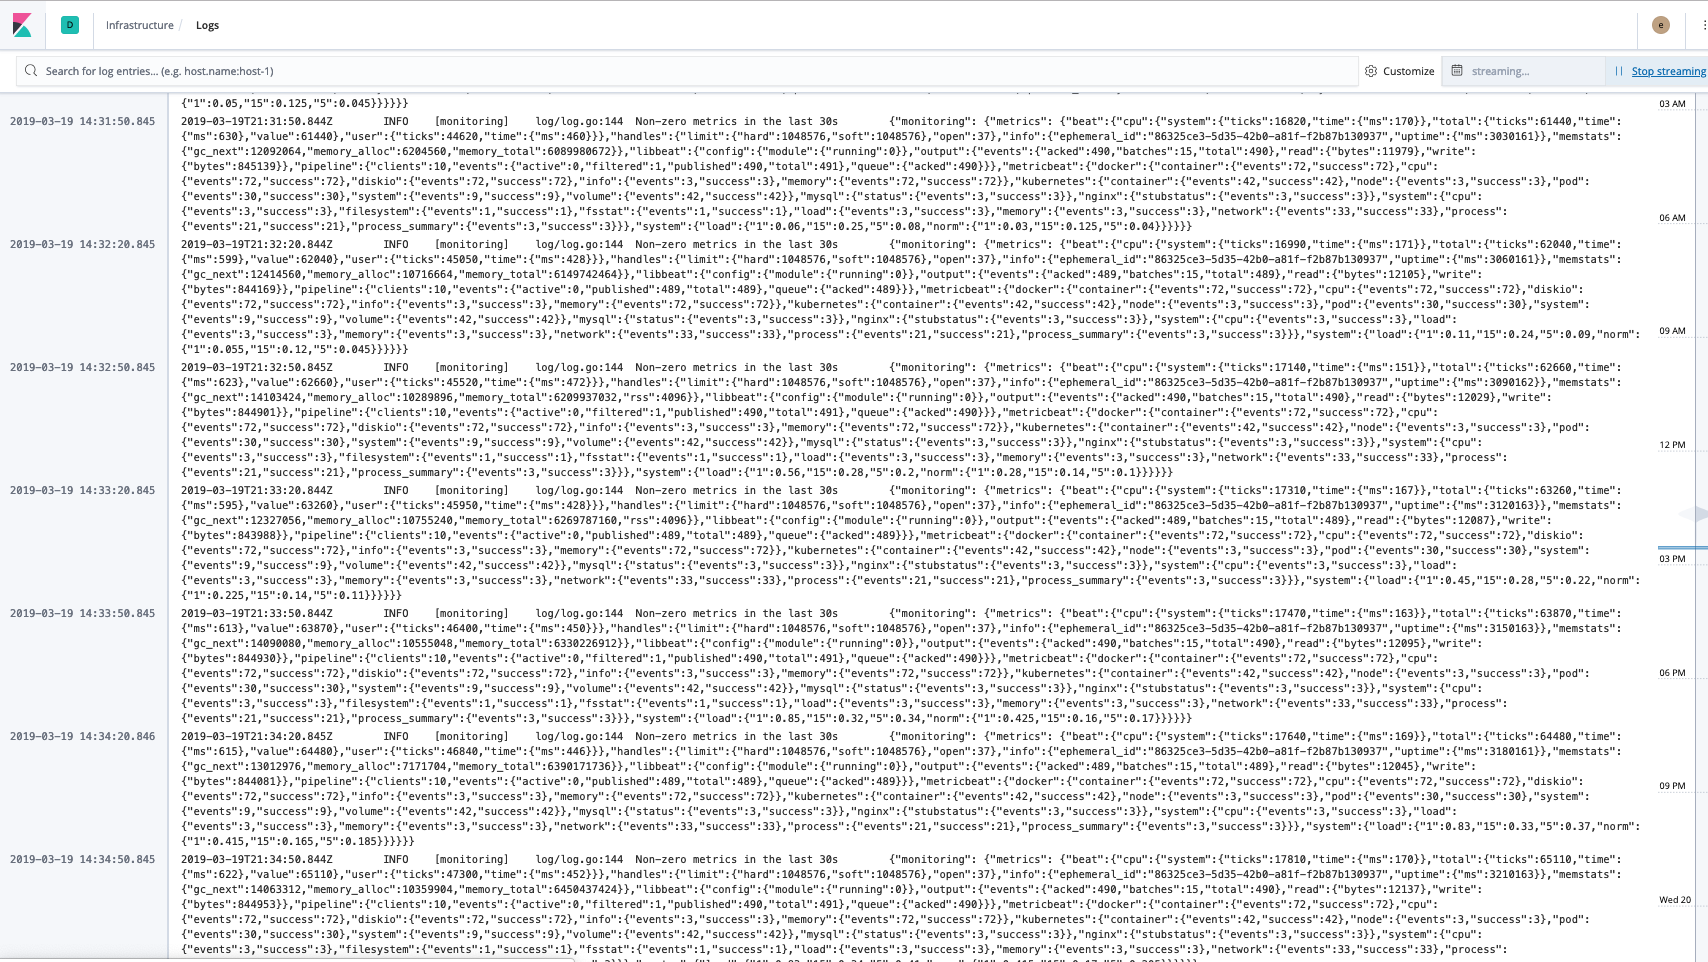 D
Infrastructure / Logs
e
Search for log entries... (e.g. host.name:host-1)
Customize
streaming...
Stop streaming
{"1":0.05,"15":0.125,"5":0.045}}}}}}
2019-03-19 14:31:50.845 2019-03-19T21:31:50.844Z INFO [monitoring] log/log.go:144 Non-zero metrics in the last 30s {"monitoring": {"metrics": {"beat":{"cpu":{"system":{"ticks":16820,"time":{"ms":170}},"total":{"ticks":61440,"time":
{"ms":630},"value":61440},"user":{"ticks":44620,"time":{"ms":460}}},"handles":{"limit":{"hard":1048576,"soft":1048576},"open":37},"info":{"ephemeral_id":"86325ce3-5d35-42b0-a81f-f2b87b130937","uptime":{"ms":3030161}},"memstats":
{"gc_next":12092064,"memory_alloc":6204560,"memory_total":6089980672}},"libbeat":{"config":{"module":{"running":0}},"output":{"events":{"acked":490,"batches":15,"total":490},"read":{"bytes":11979},"write":
{"bytes":845139}},"pipeline":{"clients":10,"events":{"active":0,"filtered":1,"published":490,"total":491},"queue":{"acked":490}}},"metricbeat":{"docker":{"container":{"events":72,"success":72},"cpu":
{"events":72,"success":72},"diskio":{"events":72,"success":72},"info":{"events":3,"success":3},"memory":{"events":72,"success":72}},"kubernetes":{"container":{"events":42,"success":42},"node":{"events":3,"success":3},"pod":
{"events":30,"success":30},"system":{"events":9,"success":9},"volume":{"events":42,"success":42}},"mysql":{"status":{"events":3,"success":3}},"nginx":{"stubstatus":{"events":3,"success":3}},"system":{"cpu":
{"events":3,"success":3},"filesystem":{"events":1,"success":1},"fsstat":{"events":1,"success":1},"load":{"events":3,"success":3},"memory":{"events":3,"success":3},"network":{"events":33,"success":33},"process":
{"events":21,"success":21},"process_summary":{"events":3,"success":3}}},"system":{"load":{"1":0.06,"15":0.25,"5":0.08,"norm":{"1":0.03,"15":0.125,"5":0.04}}}}}}
2019-03-19 14:32:20.845 2019-03-19T21:32:20.844Z INFO [monitoring] log/log.go:144 Non-zero metrics in the last 30s {"monitoring": {"metrics": {"beat":{"cpu":{"system":{"ticks":16990,"time":{"ms":171}},"total":{"ticks":62040,"time":
{"ms":599},"value":62040},"user":{"ticks":45050,"time":{"ms":428}}},"handles":{"limit":{"hard":1048576,"soft":1048576},"open":37},"info":{"ephemeral_id":"86325ce3-5d35-42b0-a81f-f2b87b130937","uptime":{"ms":3060161}},"memstats":
{"gc_next":12414560,"memory_alloc":10716664,"memory_total":6149742464}},"libbeat":{"config":{"module":{"running":0}},"output":{"events":{"acked":489,"batches":15,"total":489},"read":{"bytes":12105},"write":
{"bytes":844169}},"pipeline":{"clients":10,"events":{"active":0,"published":489,"total":489},"queue":{"acked":489}}},"metricbeat":{"docker":{"container":{"events":72,"success":72},"cpu":{"events":72,"success":72},"diskio":
{"events":72,"success":72},"info":{"events":3,"success":3},"memory":{"events":72,"success":72}},"kubernetes":{"container":{"events":42,"success":42},"node":{"events":3,"success":3},"pod":{"events":30,"success":30},"system":
{"events":9,"success":9},"volume":{"events":42,"success":42}},"mysql":{"status":{"events":3,"success":3}},"nginx":{"stubstatus":{"events":3,"success":3}},"system":{"cpu":{"events":3,"success":3},"load":
{"events":3,"success":3},"memory":{"events":3,"success":3},"network":{"events":33,"success":33},"process":{"events":21,"success":21},"process_summary":{"events":3,"success":3}}},"system":{"load":{"1":0.11,"15":0.24,"5":0.09,"norm":
{"1":0.055,"15":0.12,"5":0.045}}}}}}
2019-03-19 14:32:50.845 2019-03-19T21:32:50.845Z INFO [monitoring] log/log.go:144 Non-zero metrics in the last 30s {"monitoring": {"metrics": {"beat":{"cpu":{"system":{"ticks":17140,"time":{"ms":151}},"total":{"ticks":62660,"time":
{"ms":623},"value":62660},"user":{"ticks":45520,"time":{"ms":472}}},"handles":{"limit":{"hard":1048576,"soft":1048576},"open":37},"info":{"ephemeral_id":"86325ce3-5d35-42b0-a81f-f2b87b130937","uptime":{"ms":3090162}},"memstats":
{"gc_next":14103424,"memory_alloc":10289896,"memory_total":6209937032,"rss":4096}},"libbeat":{"config":{"module":{"running":0}},"output":{"events":{"acked":490,"batches":15,"total":490},"read":{"bytes":12029},"write":
{"bytes":844901}},"pipeline":{"clients":10,"events":{"active":0,"filtered":1,"published":490,"total":491},"queue":{"acked":490}}},"metricbeat":{"docker":{"container":{"events":72,"success":72},"cpu":
{"events":72,"success":72},"diskio":{"events":72,"success":72},"info":{"events":3,"success":3},"memory":{"events":72,"success":72}},"kubernetes":{"container":{"events":42,"success":42},"node":{"events":3,"success":3},"pod":
{"events":30,"success":30},"system":{"events":9,"success":9},"volume":{"events":42,"success":42}},"mysql":{"status":{"events":3,"success":3}},"nginx":{"stubstatus":{"events":3,"success":3}},"system":{"cpu":
{"events":3,"success":3},"filesystem":{"events":1,"success":1},"fsstat":{"events":1,"success":1},"load":{"events":3,"success":3},"memory":{"events":3,"success":3},"network":{"events":33,"success":33},"process":
{"events":21,"success":21},"process_summary":{"events":3,"success":3}}},"system":{"load":{"1":0.56,"15":0.28,"5":0.2,"norm":{"1":0.28,"15":0.14,"5":0.1}}}}}}
2019-03-19 14:33:20.845 2019-03-19T21:33:20.844Z INFO [monitoring] log/log.go:144 Non-zero metrics in the last 30s {"monitoring": {"metrics": {"beat":{"cpu":{"system":{"ticks":17310,"time":{"ms":167}},"total":{"ticks":63260,"time":
{"ms":595},"value":63260},"user":{"ticks":45950,"time":{"ms":428}}},"handles":{"limit":{"hard":1048576,"soft":1048576},"open":37},"info":{"ephemeral_id":"86325ce3-5d35-42b0-a81f-f2b87b130937","uptime":{"ms":3120163}},"memstats":
{"gc_next":12327056,"memory_alloc":10755240,"memory_total":6269787160,"rss":4096}},"libbeat":{"config":{"module":{"running":0}},"output":{"events":{"acked":489,"batches":15,"total":489},"read":{"bytes":12087},"write":
{"bytes":843988}},"pipeline":{"clients":10,"events":{"active":0,"published":489,"total":489},"queue":{"acked":489}}},"metricbeat":{"docker":{"container":{"events":72,"success":72},"cpu":{"events":72,"success":72},"diskio":
{"events":72,"success":72},"info":{"events":3,"success":3},"memory":{"events":72,"success":72}},"kubernetes":{"container":{"events":42,"success":42},"node":{"events":3,"success":3},"pod":{"events":30,"success":30},"system":
{"events":9,"success":9},"volume":{"events":42,"success":42}},"mysql":{"status":{"events":3,"success":3}},"nginx":{"stubstatus":{"events":3,"success":3}},"system":{"cpu":{"events":3,"success":3},"load":
{"events":3,"success":3},"memory":{"events":3,"success":3},"network":{"events":33,"success":33},"process":{"events":21,"success":21},"process_summary":{"events":3,"success":3}}},"system":{"load":{"1":0.45,"15":0.28,"5":0.22,"norm":
{"1":0.225,"15":0.14,"5":0.11}}}}}}
2019-03-19 14:33:50.845 2019-03-19T21:33:50.844Z INFO [monitoring] log/log.go:144 Non-zero metrics in the last 30s {"monitoring": {"metrics": {"beat":{"cpu":{"system":{"ticks":17470,"time":{"ms":163}},"total":{"ticks":63870,"time":
{"ms":613},"value":63870},"user":{"ticks":46400,"time":{"ms":450}}},"handles":{"limit":{"hard":1048576,"soft":1048576},"open":37},"info":{"ephemeral_id":"86325ce3-5d35-42b0-a81f-f2b87b130937","uptime":{"ms":3150163}},"memstats":
{"gc_next":14090080,"memory_alloc":10555048,"memory_total":6330226912}},"libbeat":{"config":{"module":{"running":0}},"output":{"events":{"acked":490,"batches":15,"total":490},"read":{"bytes":12095},"write":
{"bytes":844930}},"pipeline":{"clients":10,"events":{"active":0,"filtered":1,"published":490,"total":491},"queue":{"acked":490}}},"metricbeat":{"docker":{"container":{"events":72,"success":72},"cpu":
{"events":72,"success":72},"diskio":{"events":72,"success":72},"info":{"events":3,"success":3},"memory":{"events":72,"success":72}},"kubernetes":{"container":{"events":42,"success":42},"node":{"events":3,"success":3},"pod":
{"events":30,"success":30},"system":{"events":9,"success":9},"volume":{"events":42,"success":42}},"mysql":{"status":{"events":3,"success":3}},"nginx":{"stubstatus":{"events":3,"success":3}},"system":{"cpu":
{"events":3,"success":3},"filesystem":{"events":1,"success":1},"fsstat":{"events":1,"success":1},"load":{"events":3,"success":3},"memory":{"events":3,"success":3},"network":{"events":33,"success":33},"process":
{"events":21,"success":21},"process_summary":{"events":3,"success":3}}},"system":{"load":{"1":0.85,"15":0.32,"5":0.34,"norm":{"1":0.425,"15":0.16,"5":0.17}}}}}}
2019-03-19 14:34:20.846 2019-03-19T21:34:20.845Z INFO [monitoring] log/log.go:144 Non-zero metrics in the last 30s {"monitoring": {"metrics": {"beat":{"cpu":{"system":{"ticks":17640,"time":{"ms":169}},"total":{"ticks":64480,"time":
{"ms":615},"value":64480},"user":{"ticks":46840,"time":{"ms":446}}},"handles":{"limit":{"hard":1048576,"soft":1048576},"open":37},"info":{"ephemeral_id":"86325ce3-5d35-42b0-a81f-f2b87b130937","uptime":{"ms":3180161}},"memstats":
{"gc_next":13012976,"memory_alloc":7171704,"memory_total":6390171736}},"libbeat":{"config":{"module":{"running":0}},"output":{"events":{"acked":489,"batches":15,"total":489},"read":{"bytes":12045},"write":
{"bytes":844081}},"pipeline":{"clients":10,"events":{"active":0,"published":489,"total":489},"queue":{"acked":489}}},"metricbeat":{"docker":{"container":{"events":72,"success":72},"cpu":{"events":72,"success":72},"diskio":
{"events":72,"success":72},"info":{"events":3,"success":3},"memory":{"events":72,"success":72}},"kubernetes":{"container":{"events":42,"success":42},"node":{"events":3,"success":3},"pod":{"events":30,"success":30},"system":
{"events":9,"success":9},"volume":{"events":42,"success":42}},"mysql":{"status":{"events":3,"success":3}},"nginx":{"stubstatus":{"events":3,"success":3}},"system":{"cpu":{"events":3,"success":3},"load":
{"events":3,"success":3},"memory":{"events":3,"success":3},"network":{"events":33,"success":33},"process":{"events":21,"success":21},"process_summary":{"events":3,"success":3}}},"system":{"load":{"1":0.83,"15":0.33,"5":0.37,"norm":
{"1":0.415,"15":0.165,"5":0.185}}}}}}
2019-03-19 14:34:50.845 2019-03-19T21:34:50.844Z INFO [monitoring] log/log.go:144 Non-zero metrics in the last 30s {"monitoring": {"metrics": {"beat":{"cpu":{"system":{"ticks":17810,"time":{"ms":170}},"total":{"ticks":65110,"time":
{"ms":622},"value":65110},"user":{"ticks":47300,"time":{"ms":452}}},"handles":{"limit":{"hard":1048576,"soft":1048576},"open":37},"info":{"ephemeral_id":"86325ce3-5d35-42b0-a81f-f2b87b130937","uptime":{"ms":3210163}},"memstats":
{"gc_next":14063312,"memory_alloc":10359904,"memory_total":6450437424}},"libbeat":{"config":{"module":{"running":0}},"output":{"events":{"acked":490,"batches":15,"total":490},"read":{"bytes":12137},"write":
{"bytes":844953}},"pipeline":{"clients":10,"events":{"active":0,"filtered":1,"published":490,"total":491},"queue":{"acked":490}}},"metricbeat":{"docker":{"container":{"events":72,"success":72},"cpu":
{"events":72,"success":72},"diskio":{"events":72,"success":72},"info":{"events":3,"success":3},"memory":{"events":72,"success":72}},"kubernetes":{"container":{"events":42,"success":42},"node":{"events":3,"success":3},"pod":
{"events":30,"success":30},"system":{"events":9,"success":9},"volume":{"events":42,"success":42}},"mysql":{"status":{"events":3,"success":3}},"nginx":{"stubstatus":{"events":3,"success":3}},"system":{"cpu":
{"events":3,"success":3},"filesystem":{"events":1,"success":1},"fsstat":{"events":1,"success":1},"load":{"events":3,"success":3},"memory":{"events":3,"success":3},"network":{"events":33,"success":33},"process":
03 AM
06 AM
09 AM
12 PM
03 PM
06 PM
09 PM
Wed 20